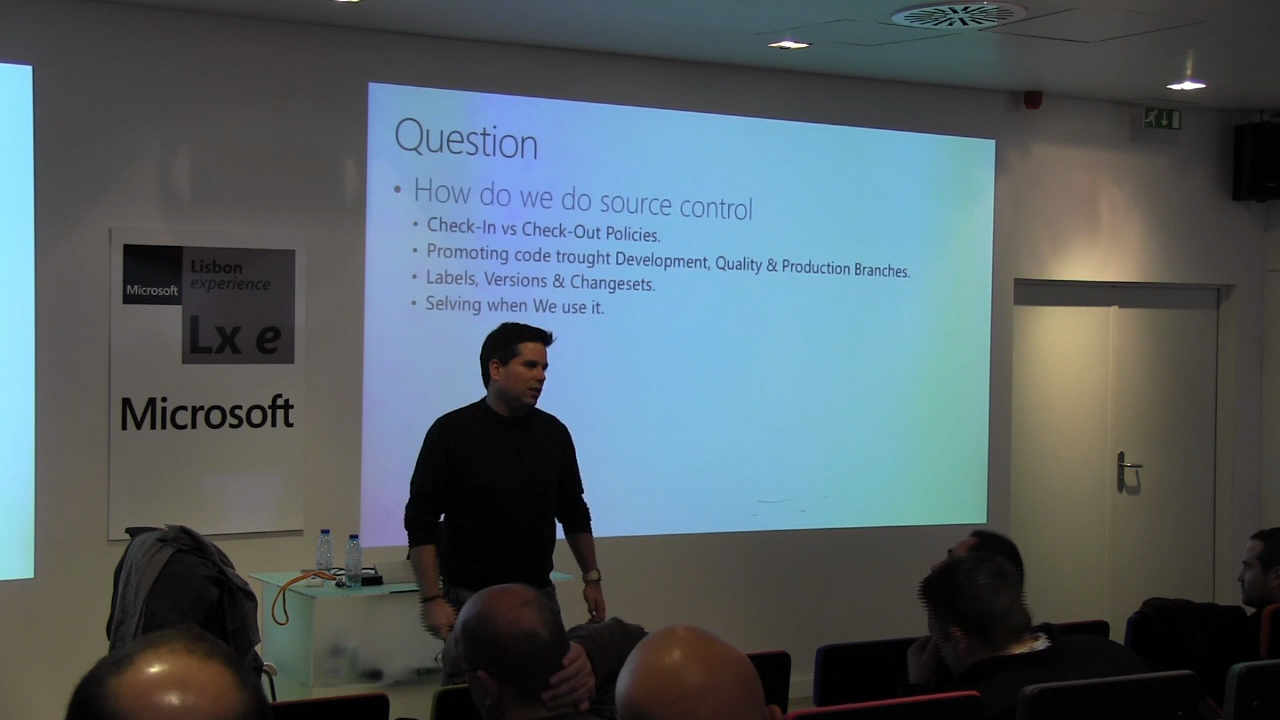 Question
• How do we do source control
• Check-In vs Check-Out Policies.
• Promoting code trought Development, Quality & Production Branches.
• Labels, Versions & Changesets.
• Selving when We use it.
Microsoft
Lisbon
experience
Lx e
Microsoft